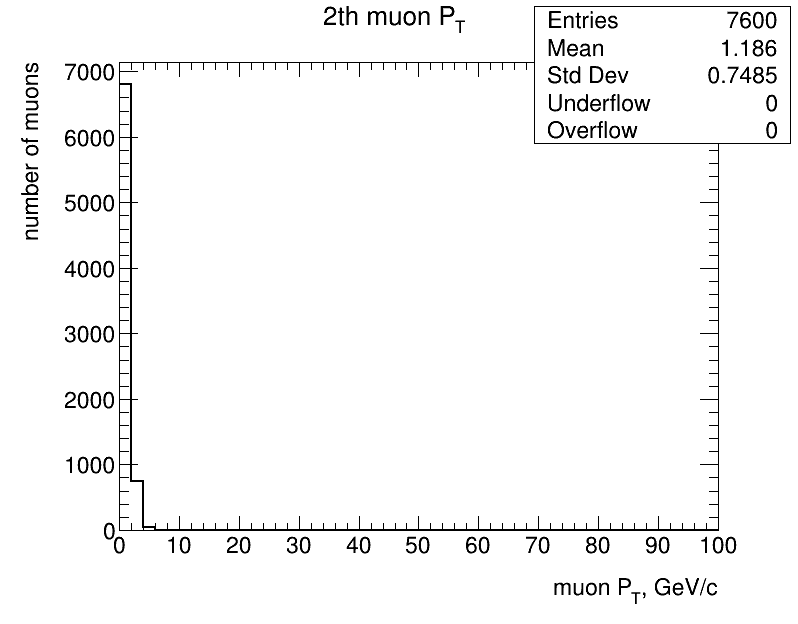 2th muon PT
Entries 7600
Mean 1.186
Std Dev 0.7485
Underflow 0
Overflow 0
number of muons
7000
6000
5000
4000
3000
2000
1000
0
0 10 20 30 40 50 60 70 80 90 100
muon PT, GeV/c